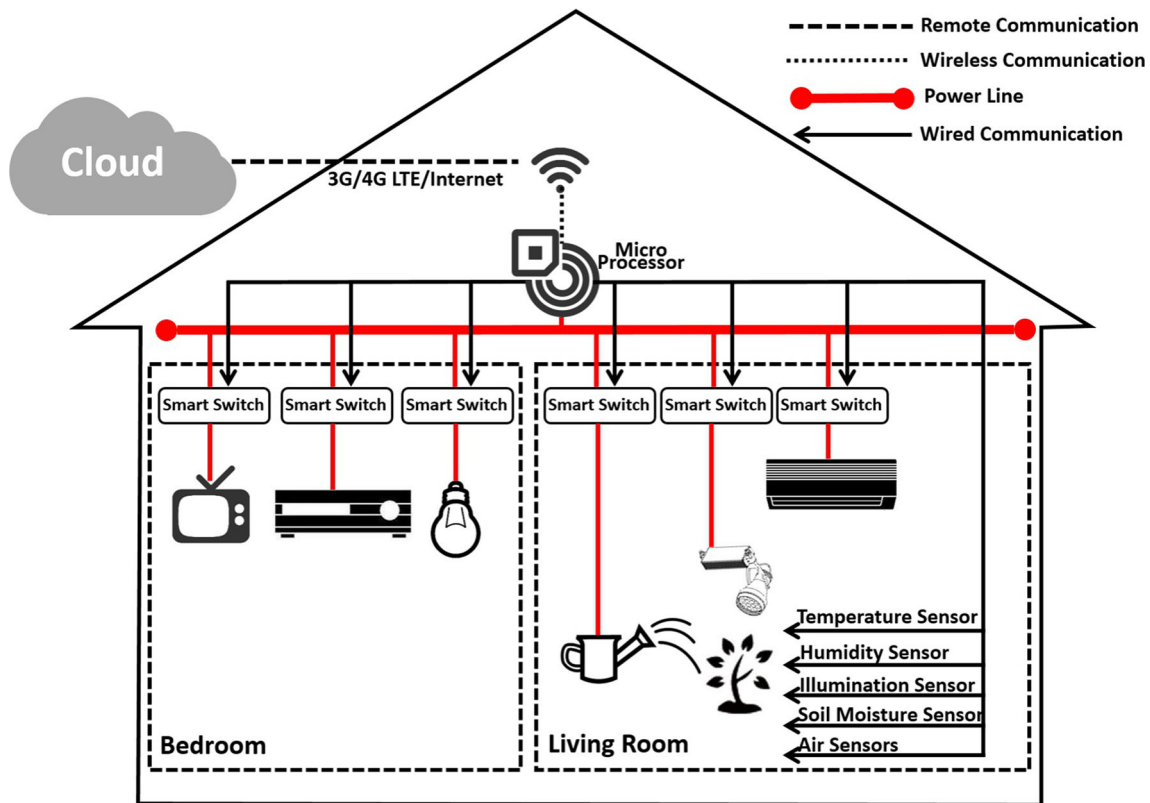 Remote Communication
Wireless Communication
Power Line
Wired Communication
Cloud
3G/4G LTE/Internet
Micro
Processor
Smart Switch
Smart Switch
Smart Switch
Smart Switch
Smart Switch
Smart Switch
Temperature Sensor
Humidity Sensor
Illumination Sensor
Soil Moisture Sensor
Air Sensors
Bedroom
Living Room